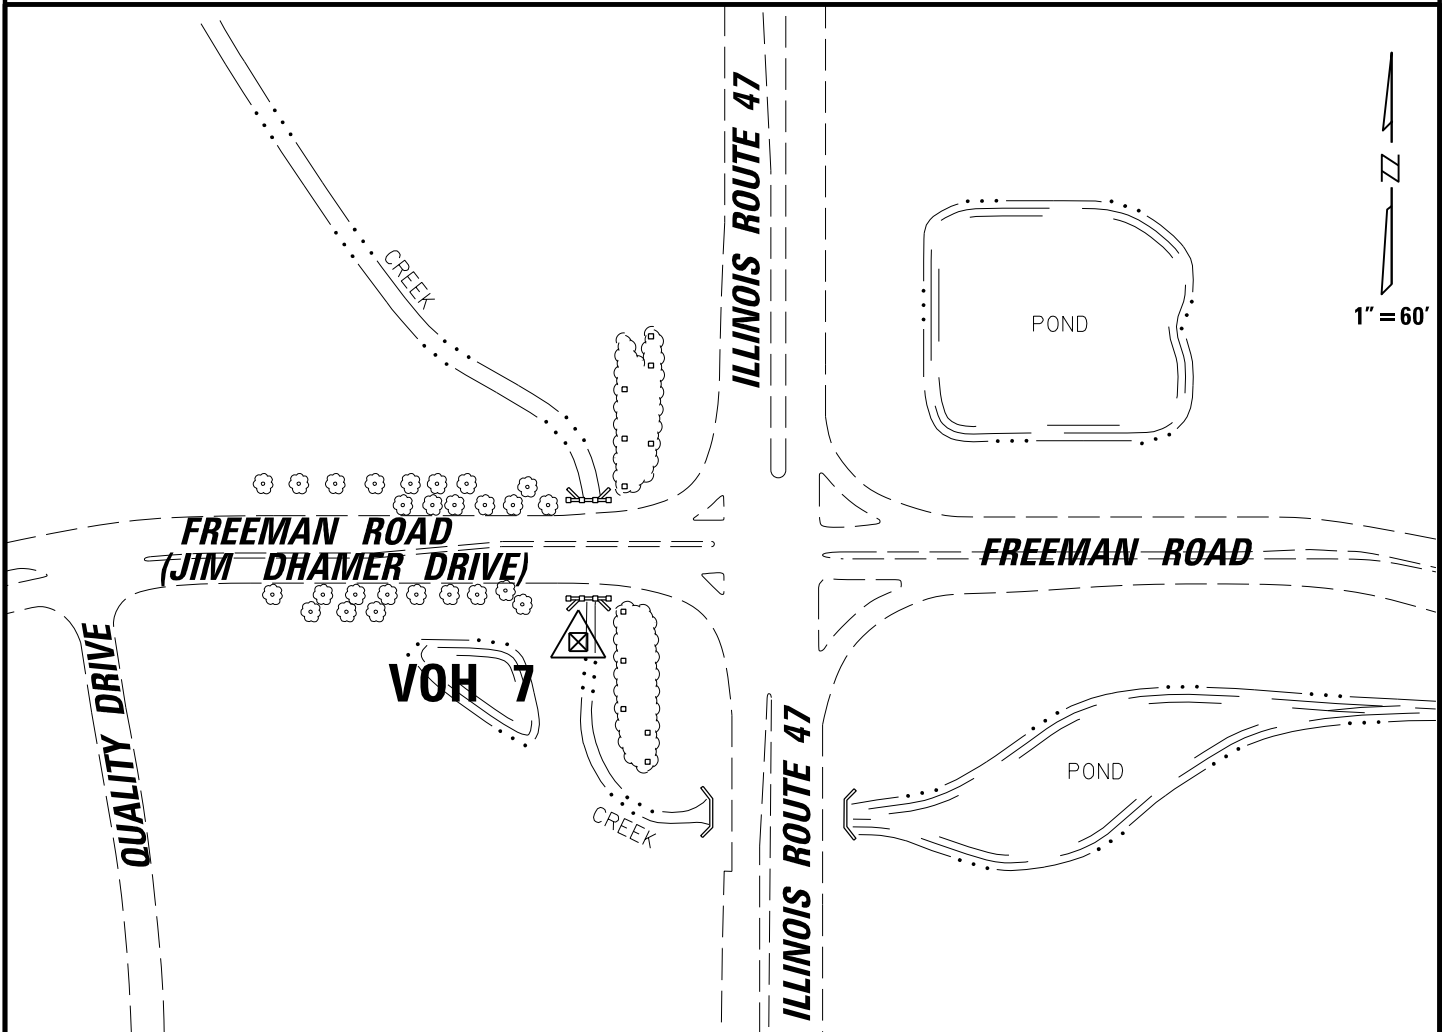 ILLINOIS ROUTE 47
N
1" = 60'
CREEK
POND
FREEMAN ROAD
(JIM DHAMER DRIVE)
FREEMAN ROAD
VOH 7
QUALITY DRIVE
ILLINOIS ROUTE 47
POND
CREEK